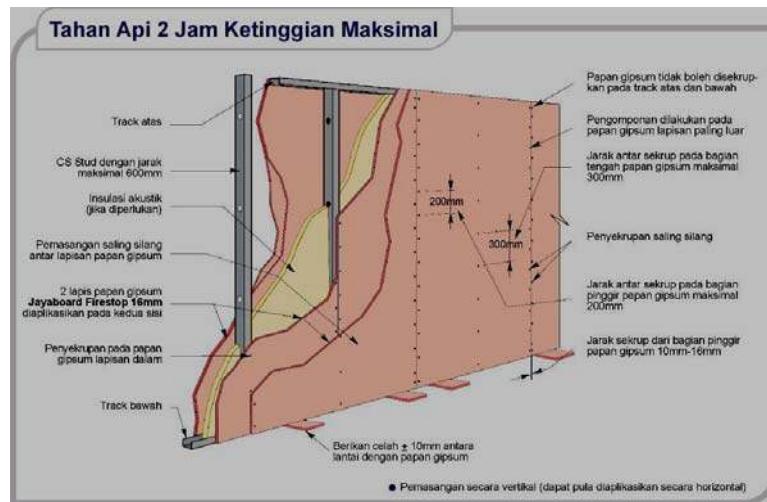 Tahan Api 2 Jam Ketinggian Maksimal
Track atas
CS Stud dengan jarak
maksimal 600mm
Insulasi akustik
(jika diperlukan)
Pemasangan saling silang
antar lapisan papan gipsum
2 lapis papan gipsum
Jayaboard Firestop 16mm
diaplikasikan pada kedua sisi
Penyekrupan pada papan
gipsum lapisan dalam
Track bawah
200mm
300mm
Papan gipsum tidak boleh disekrup-
kan pada track atas dan bawah
Pengomponan dilakukan pada
papan gipsum lapisan paling luar
Jarak antar sekrup pada bagian
tengah papan gipsum maksimal
300mm
Penyekrupan saling silang
Jarak antar sekrup pada bagian
pinggir papan gipsum maksimal
200mm
Jarak sekrup dari bagian pinggir
papan gipsum 10mm-16mm
Berikan celah ± 10mm antara
lantai dengan papan gipsum
● Pemasangan secara vertikal (dapat pula diaplikasikan secara horizontal)